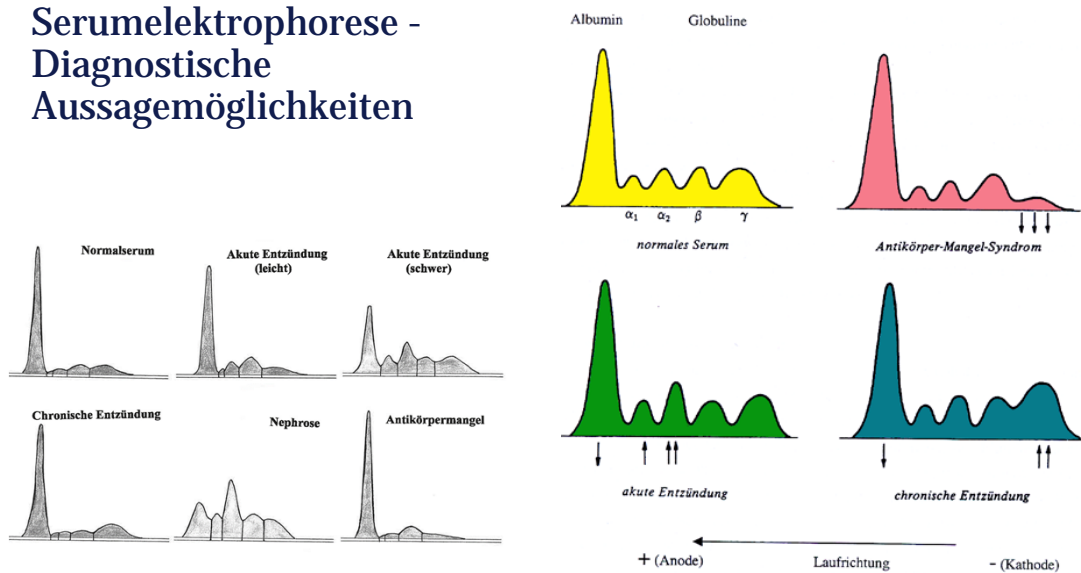 Serumelektrophorese -
Diagnostische
Aussagemöglichkeiten
Normalserum
Akute Entzündung
(leicht)
Akute Entzündung
(schwer)
Chronische Entzündung
Nephrose
Antikörpermangel
Albumin Globuline
α1 α2 β γ
normales Serum
Antikörper-Mangel-Syndrom
akute Entzündung
chronische Entzündung
+ (Anode) Laufrichtung - (Kathode)